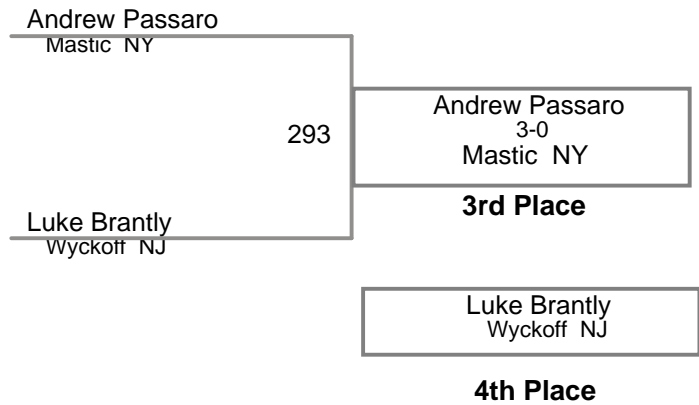 Andrew Passaro
Mastic NY
293
Andrew Passaro
3-0
Mastic NY
3rd Place
Luke Brantly
Wyckoff NJ
Luke Brantly
Wyckoff NJ
4th Place